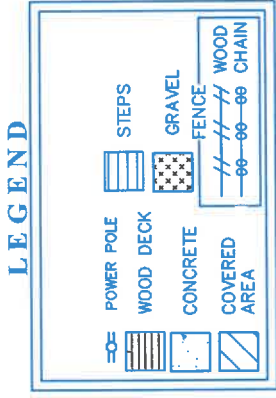 LEGEND
POWER POLE
WOOD DECK
CONCRETE
COVERED
AREA
STEPS
GRAVEL
FENCE
WOOD
CHAIN